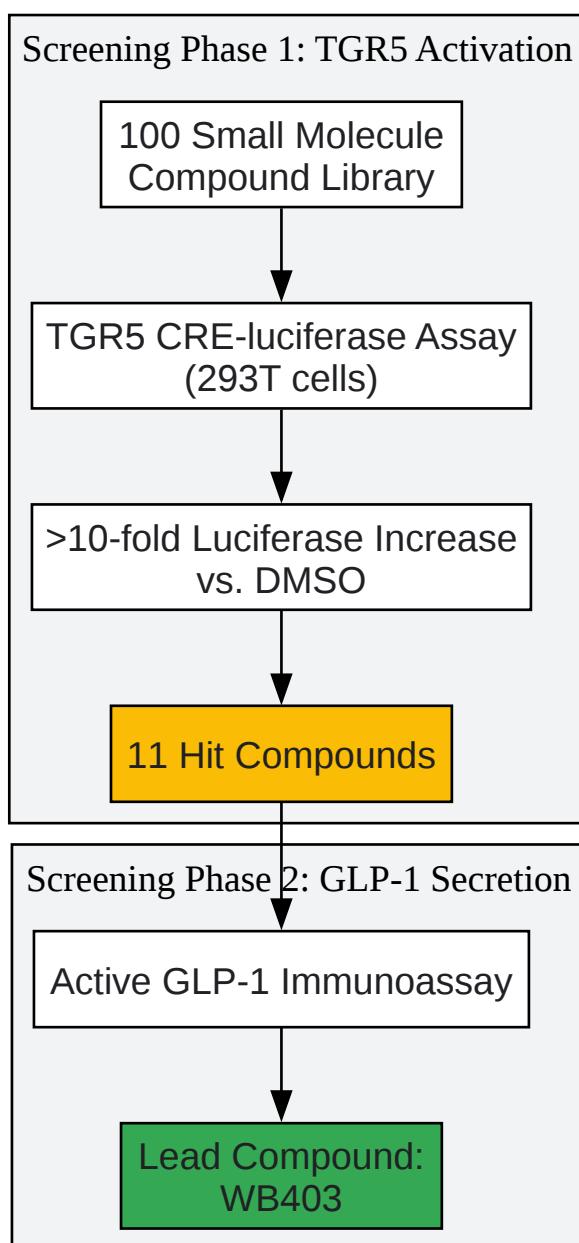 Screening Phase 1: TGR5 Activation
100 Small Molecule
Compound Library
TGR5 CRE-luciferase Assay
(293T cells)
>10-fold Luciferase Increase
vs. DMSO
11 Hit Compounds
Screening Phase 2: GLP-1 Secretion
Active GLP-1 Immunoassay
Lead Compound:
WB403